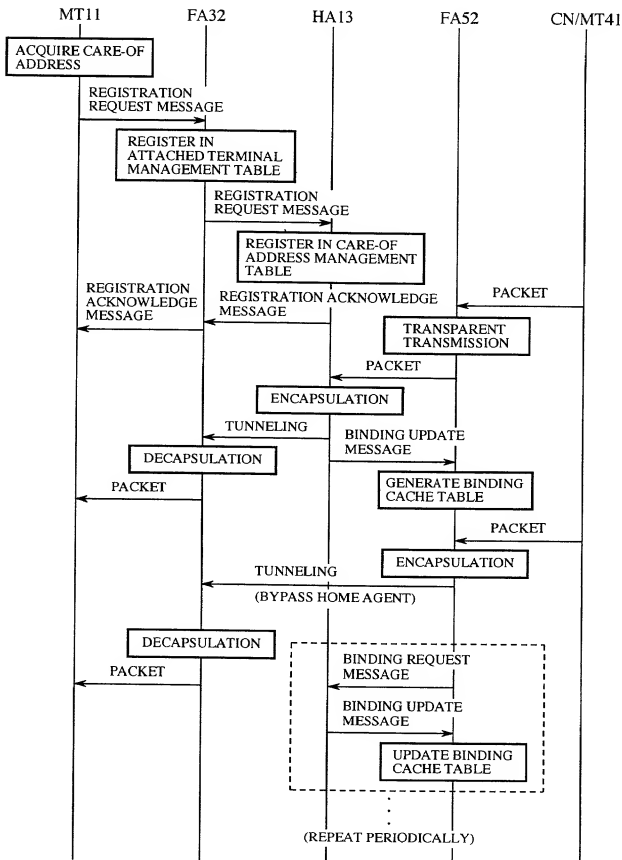 MT11 FA32 HA13 FA52 CN/MT41
ACQUIRE CARE-OF
ADDRESS
REGISTRATION
REQUEST MESSAGE
REGISTER IN
ATTACHED TERMINAL
MANAGEMENT TABLE
REGISTRATION
REQUEST MESSAGE
REGISTER IN CARE-OF
ADDRESS MANAGEMENT
TABLE
REGISTRATION
ACKNOWLEDGE
MESSAGE
REGISTRATION ACKNOWLEDGE
MESSAGE
PACKET
TRANSPARENT
TRANSMISSION
PACKET
ENCAPSULATION
TUNNELING
BINDING UPDATE
MESSAGE
DECAPSULATION
GENERATE BINDING
CACHE TABLE
PACKET
PACKET
ENCAPSULATION
TUNNELING
(BYPASS HOME AGENT)
DECAPSULATION
PACKET
BINDING REQUEST
MESSAGE
BINDING UPDATE
MESSAGE
UPDATE BINDING
CACHE TABLE
(REPEAT PERIODICALLY)